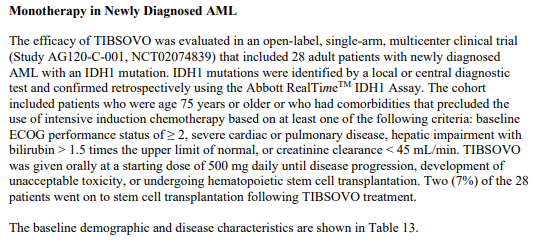 Monotherapy in Newly Diagnosed AML
The efficacy of TIBSOVO was evaluated in an open-label, single-arm, multicenter clinical trial
(Study AG120-C-001, NCT02074839) that included 28 adult patients with newly diagnosed
AML with an IDH1 mutation. IDH1 mutations were identified by a local or central diagnostic
test and confirmed retrospectively using the Abbott RealTime™ IDH1 Assay. The cohort
included patients who were age 75 years or older or who had comorbidities that precluded the
use of intensive induction chemotherapy based on at least one of the following criteria: baseline
ECOG performance status of ≥ 2, severe cardiac or pulmonary disease, hepatic impairment with
bilirubin > 1.5 times the upper limit of normal, or creatinine clearance < 45 mL/min. TIBSOVO
was given orally at a starting dose of 500 mg daily until disease progression, development of
unacceptable toxicity, or undergoing hematopoietic stem cell transplantation. Two (7%) of the 28
patients went on to stem cell transplantation following TIBSOVO treatment.
The baseline demographic and disease characteristics are shown in Table 13.